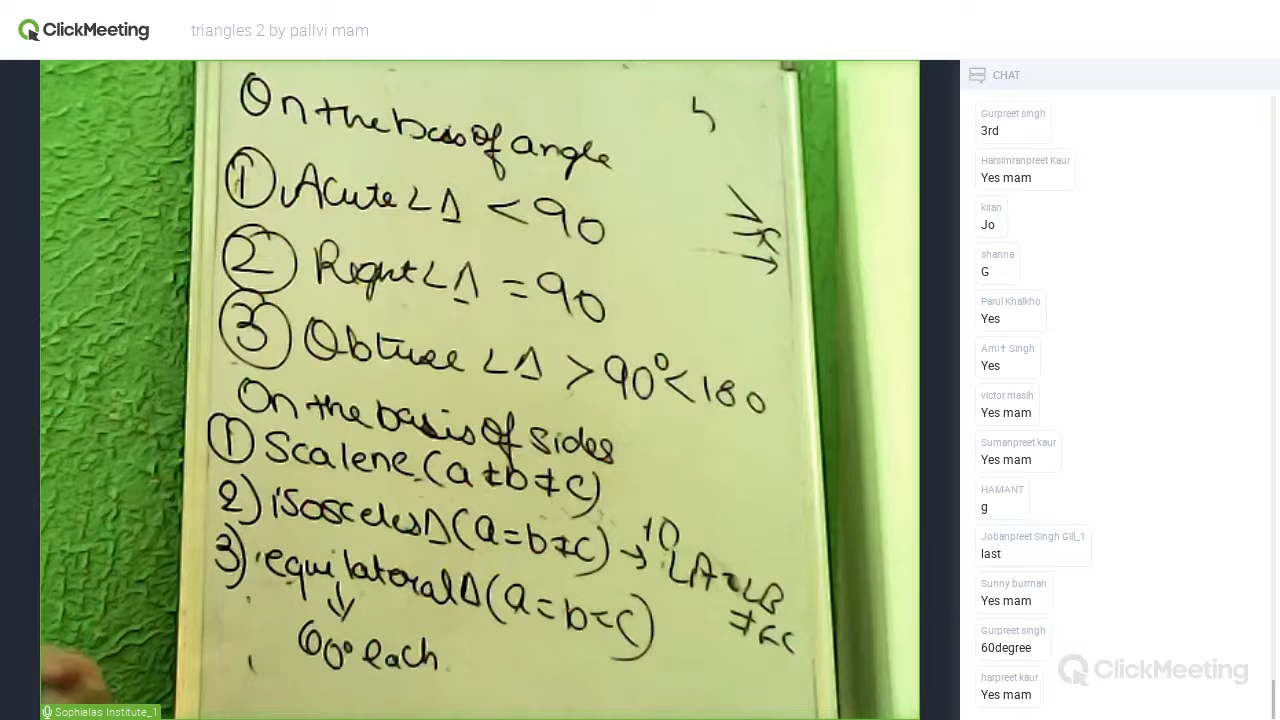 ClickMeeting
triangles 2 by pallvi mam
On the basis of angle
① Acute ∠Δ < 90
② Right ∠Δ = 90
③ Obtuse ∠Δ > 90° < 180
On the basis of sides
① Scalene (a ≠ b ≠ c)
2) isosceles Δ (a = b ≠ c) →
∠A = ∠B
≠ ∠C
3) equilateral Δ (a = b = c)
↓
60° each
Sophialas Institute_1
CHAT
Gurpreet singh
3rd
Harsimranpreet Kaur
Yes mam
kiran
Jo
shanna
G
Parul Khalkho
Yes
Ami✝ Singh
Yes
victor masih
Yes mam
Sumanpreet kaur
Yes mam
HAMANT
g
Jobanpreet Singh Gill_1
last
Sunny burman
Yes mam
Gurpreet singh
60degree
harpreet kaur
Yes mam
ClickMeeting